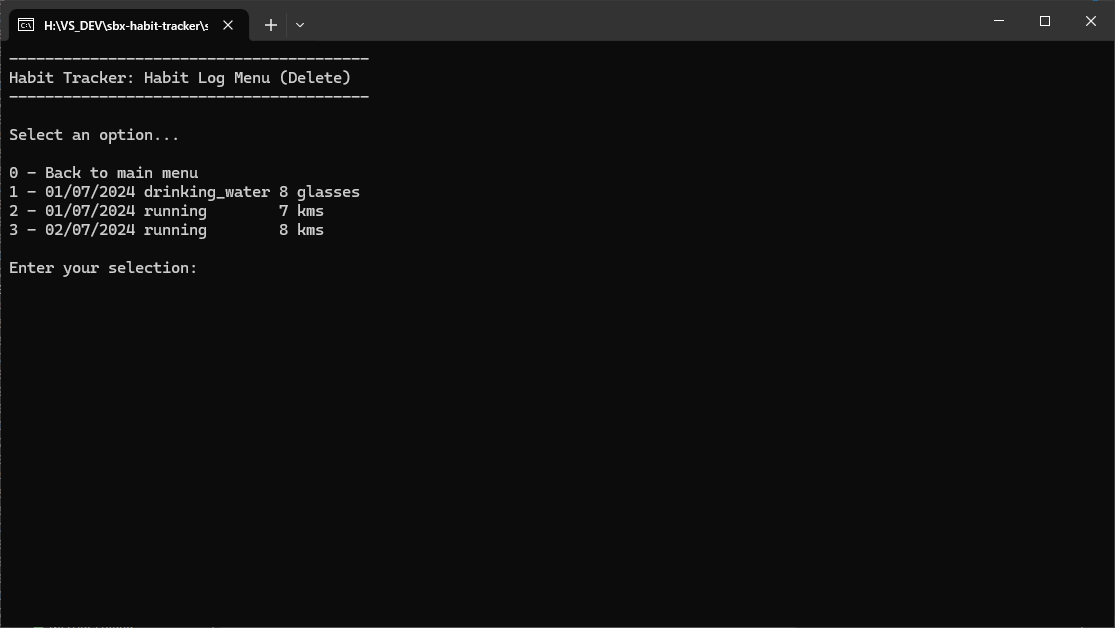 H:\VS_DEV\sbx-habit-tracker\s
----------------------------------------
Habit Tracker: Habit Log Menu (Delete)
----------------------------------------
Select an option...
0 - Back to main menu
1 - 01/07/2024 drinking_water 8 glasses
2 - 01/07/2024 running        7 kms
3 - 02/07/2024 running        8 kms
Enter your selection: